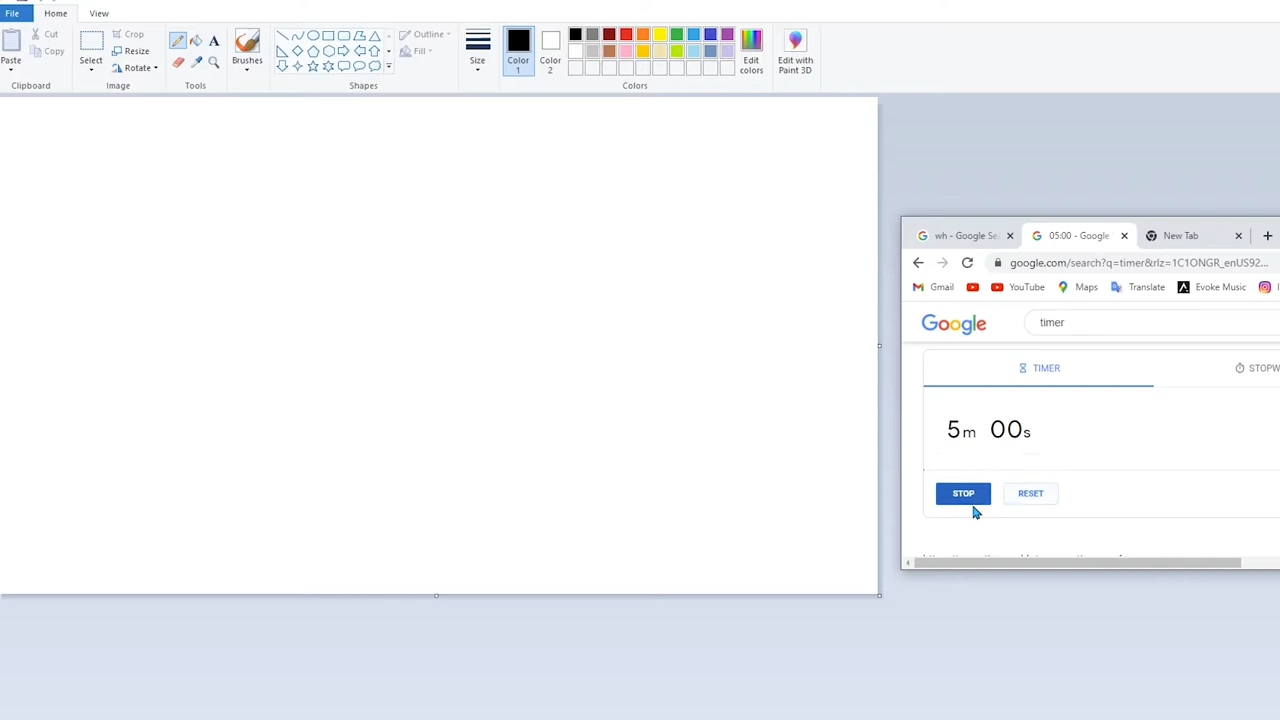 File Home View
Paste Cut Copy
Clipboard
Select Crop Resize Rotate
Image
A
Tools
Brushes
Shapes
Outline
Fill
Size
Color 1
Color 2
Edit colors
Colors
Edit with Paint 3D
wh - Google Se
05:00 - Google
New Tab
google.com/search?q=timer&rlz=1C1ONGR_enUS92...
Gmail YouTube Maps Translate Evoke Music
Google
timer
TIMER STOPW
5m 00s
STOP RESET